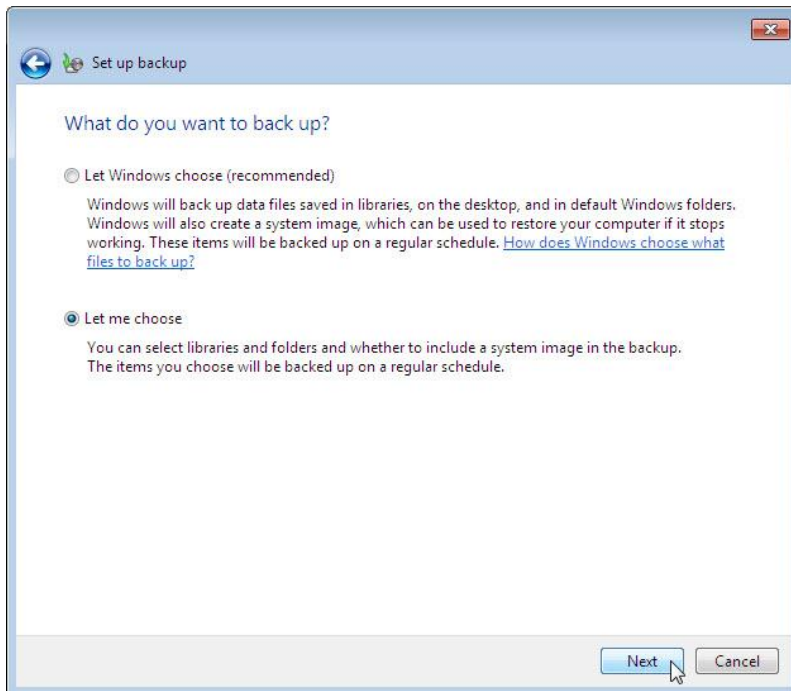 Set up backup
What do you want to back up?
Let Windows choose (recommended)
Windows will back up data files saved in libraries, on the desktop, and in default Windows folders.
Windows will also create a system image, which can be used to restore your computer if it stops
working. These items will be backed up on a regular schedule. How does Windows choose what
files to back up?
Let me choose
You can select libraries and folders and whether to include a system image in the backup.
The items you choose will be backed up on a regular schedule.
Next Cancel